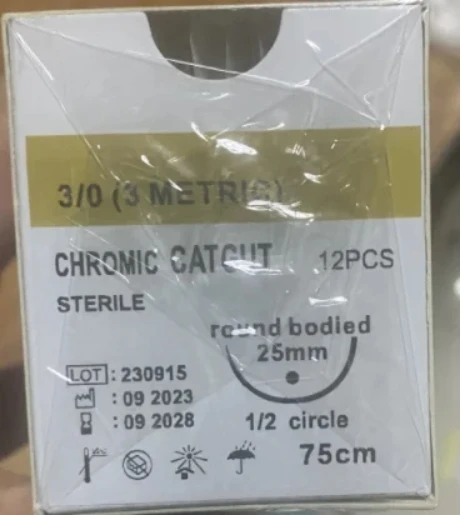 3/0 (3 METRIC)
CHROMIC CATGUT 12PCS
STERILE
round bodied
25mm
LOT : 230915
: 09 2023
: 09 2028
1/2 circle
75cm